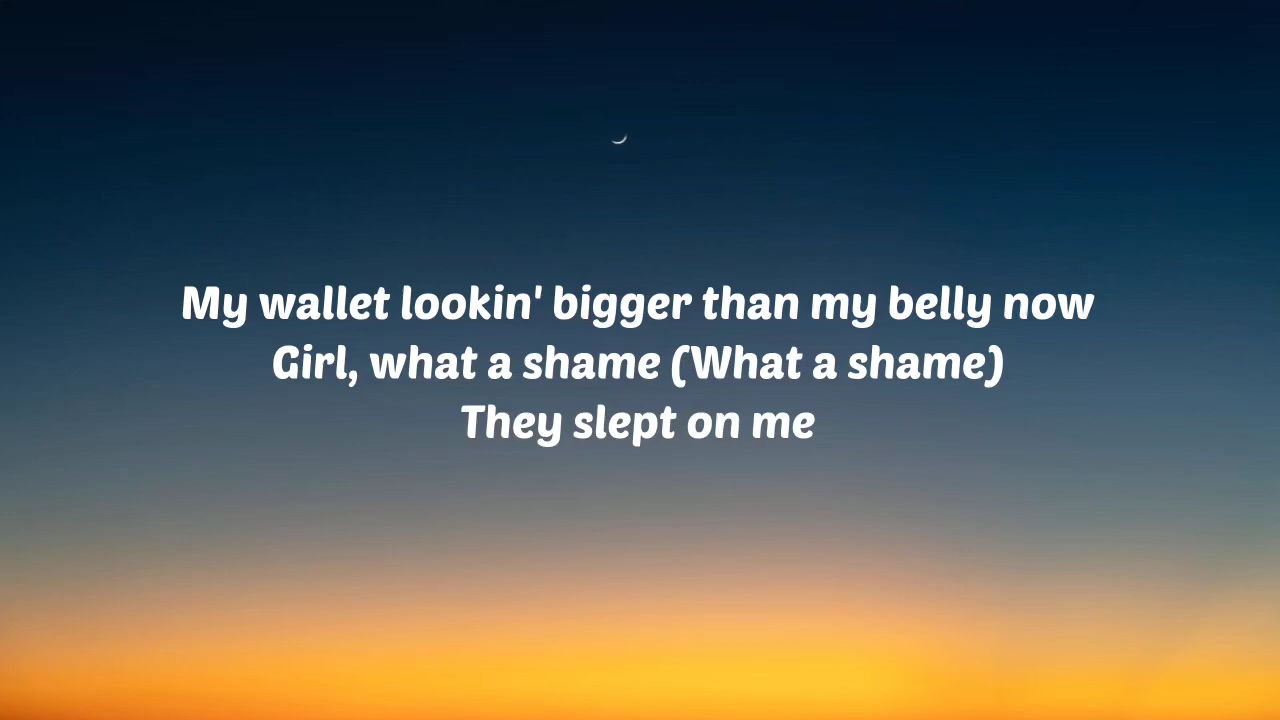 My wallet lookin' bigger than my belly now
Girl, what a shame (What a shame)
They slept on me